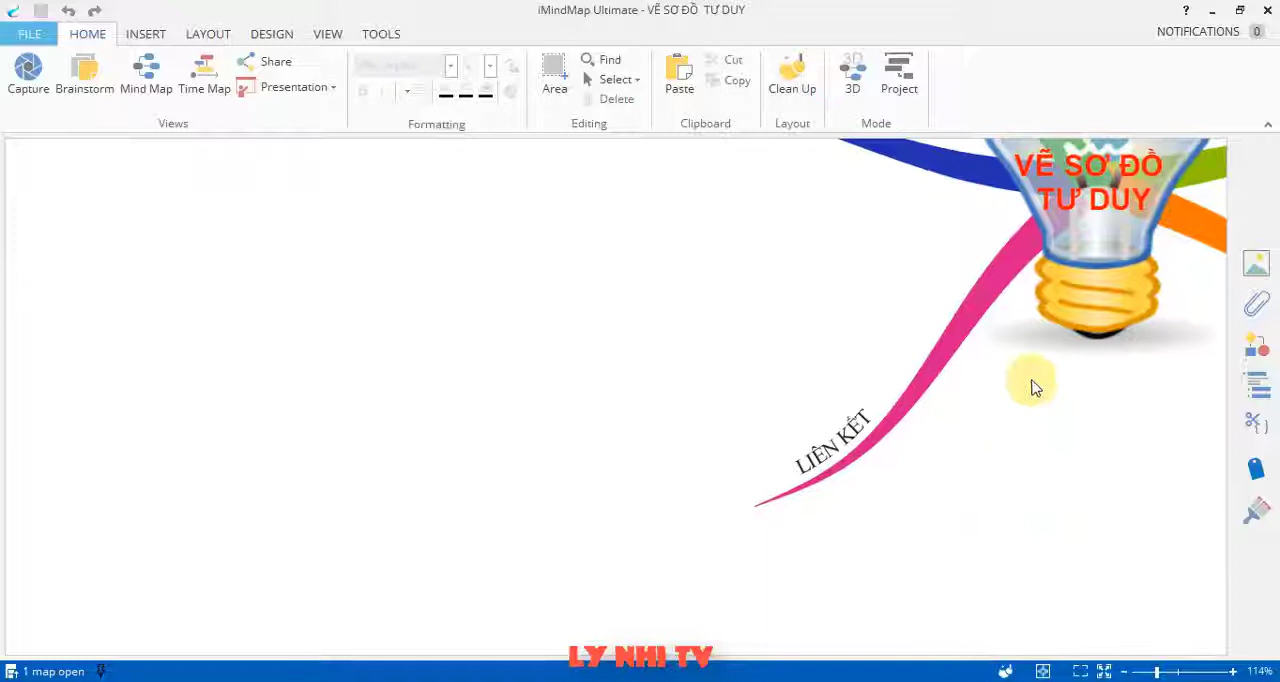 iMindMap Ultimate - VẼ SƠ ĐỒ TƯ DUY
?
FILE HOME INSERT LAYOUT DESIGN VIEW TOOLS
NOTIFICATIONS 0
Capture Brainstorm Mind Map Time Map
Share
Presentation
Views
Formatting
Area
Find
Select
Delete
Editing
Paste
Cut
Copy
Clipboard
Clean Up
Layout
3D
3D Project
Mode
VẼ SƠ ĐỒ
TƯ DUY
LIÊN KẾT
LY NHI TV
1 map open
114%